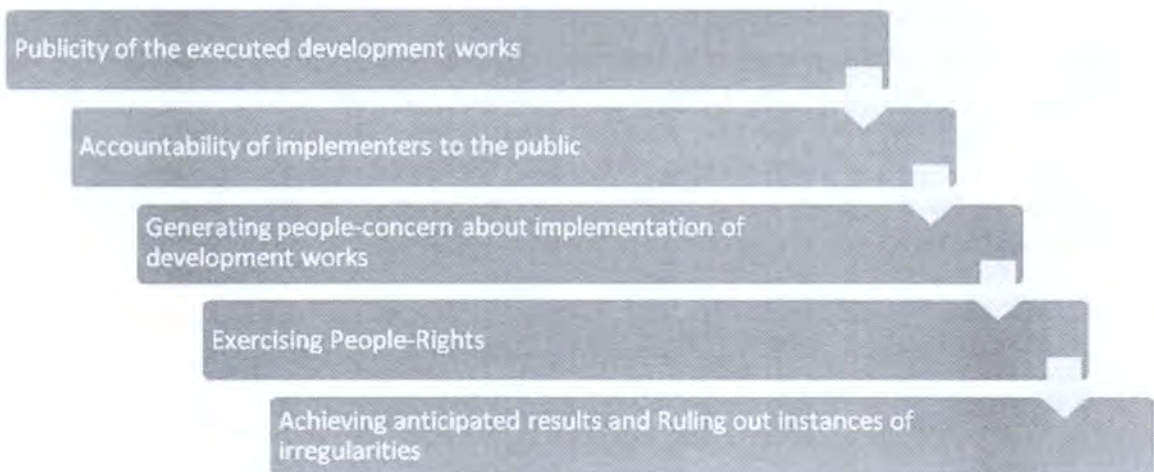 Publicity of the executed development works
Accountability of implementers to the public
Generating people-concern about implementation of
development works
Exercising People-Rights
Achieving anticipated results and Ruling out instances of
irregularities